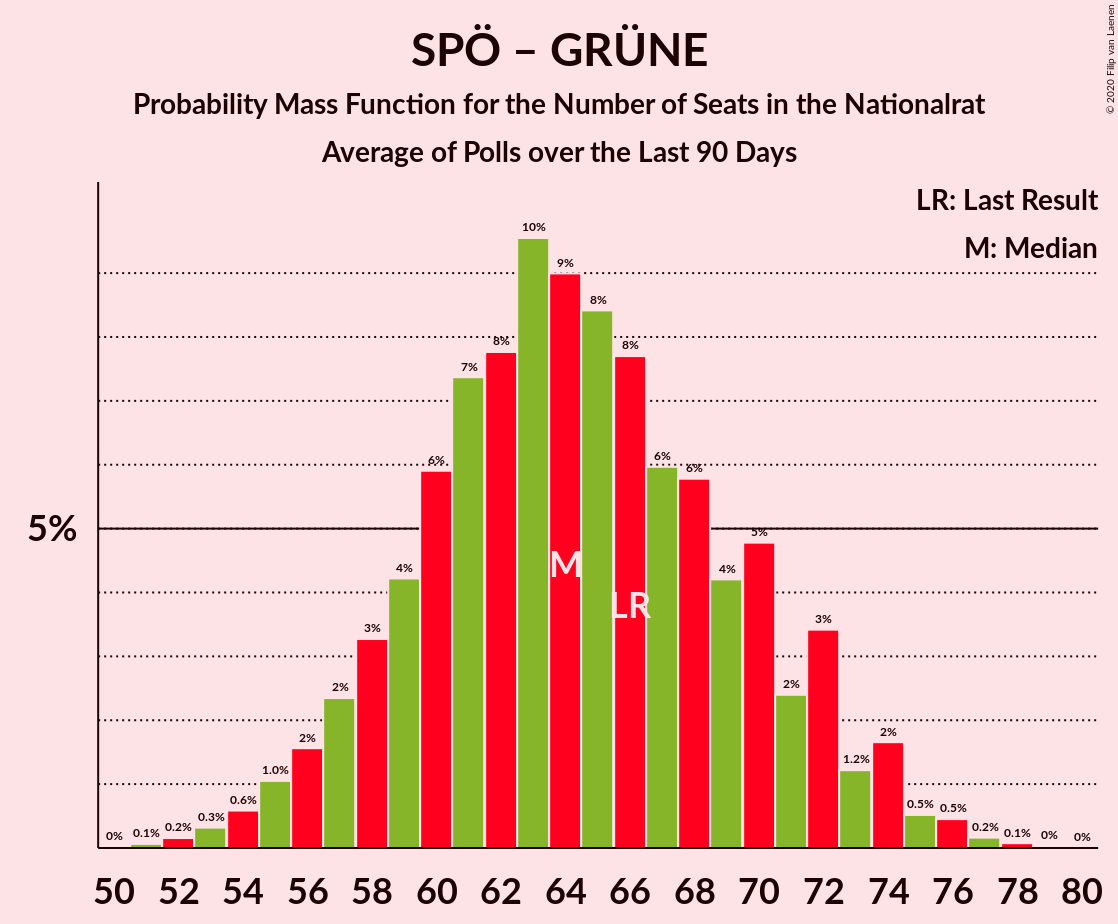 SPÖ – GRÜNE
Probability Mass Function for the Number of Seats in the Nationalrat
Average of Polls over the Last 90 Days
© 2020 Filip van Laenen
LR: Last Result
M: Median
5%
0% 0.1% 0.2% 0.3% 0.6% 1.0% 2% 2% 3% 4% 6% 7% 8% 10% 9% 8% 8% 6% 6% 4% 5% 2% 3% 1.2% 2% 0.5% 0.5% 0.2% 0.1% 0% 0%
M
LR
50 52 54 56 58 60 62 64 66 68 70 72 74 76 78 80